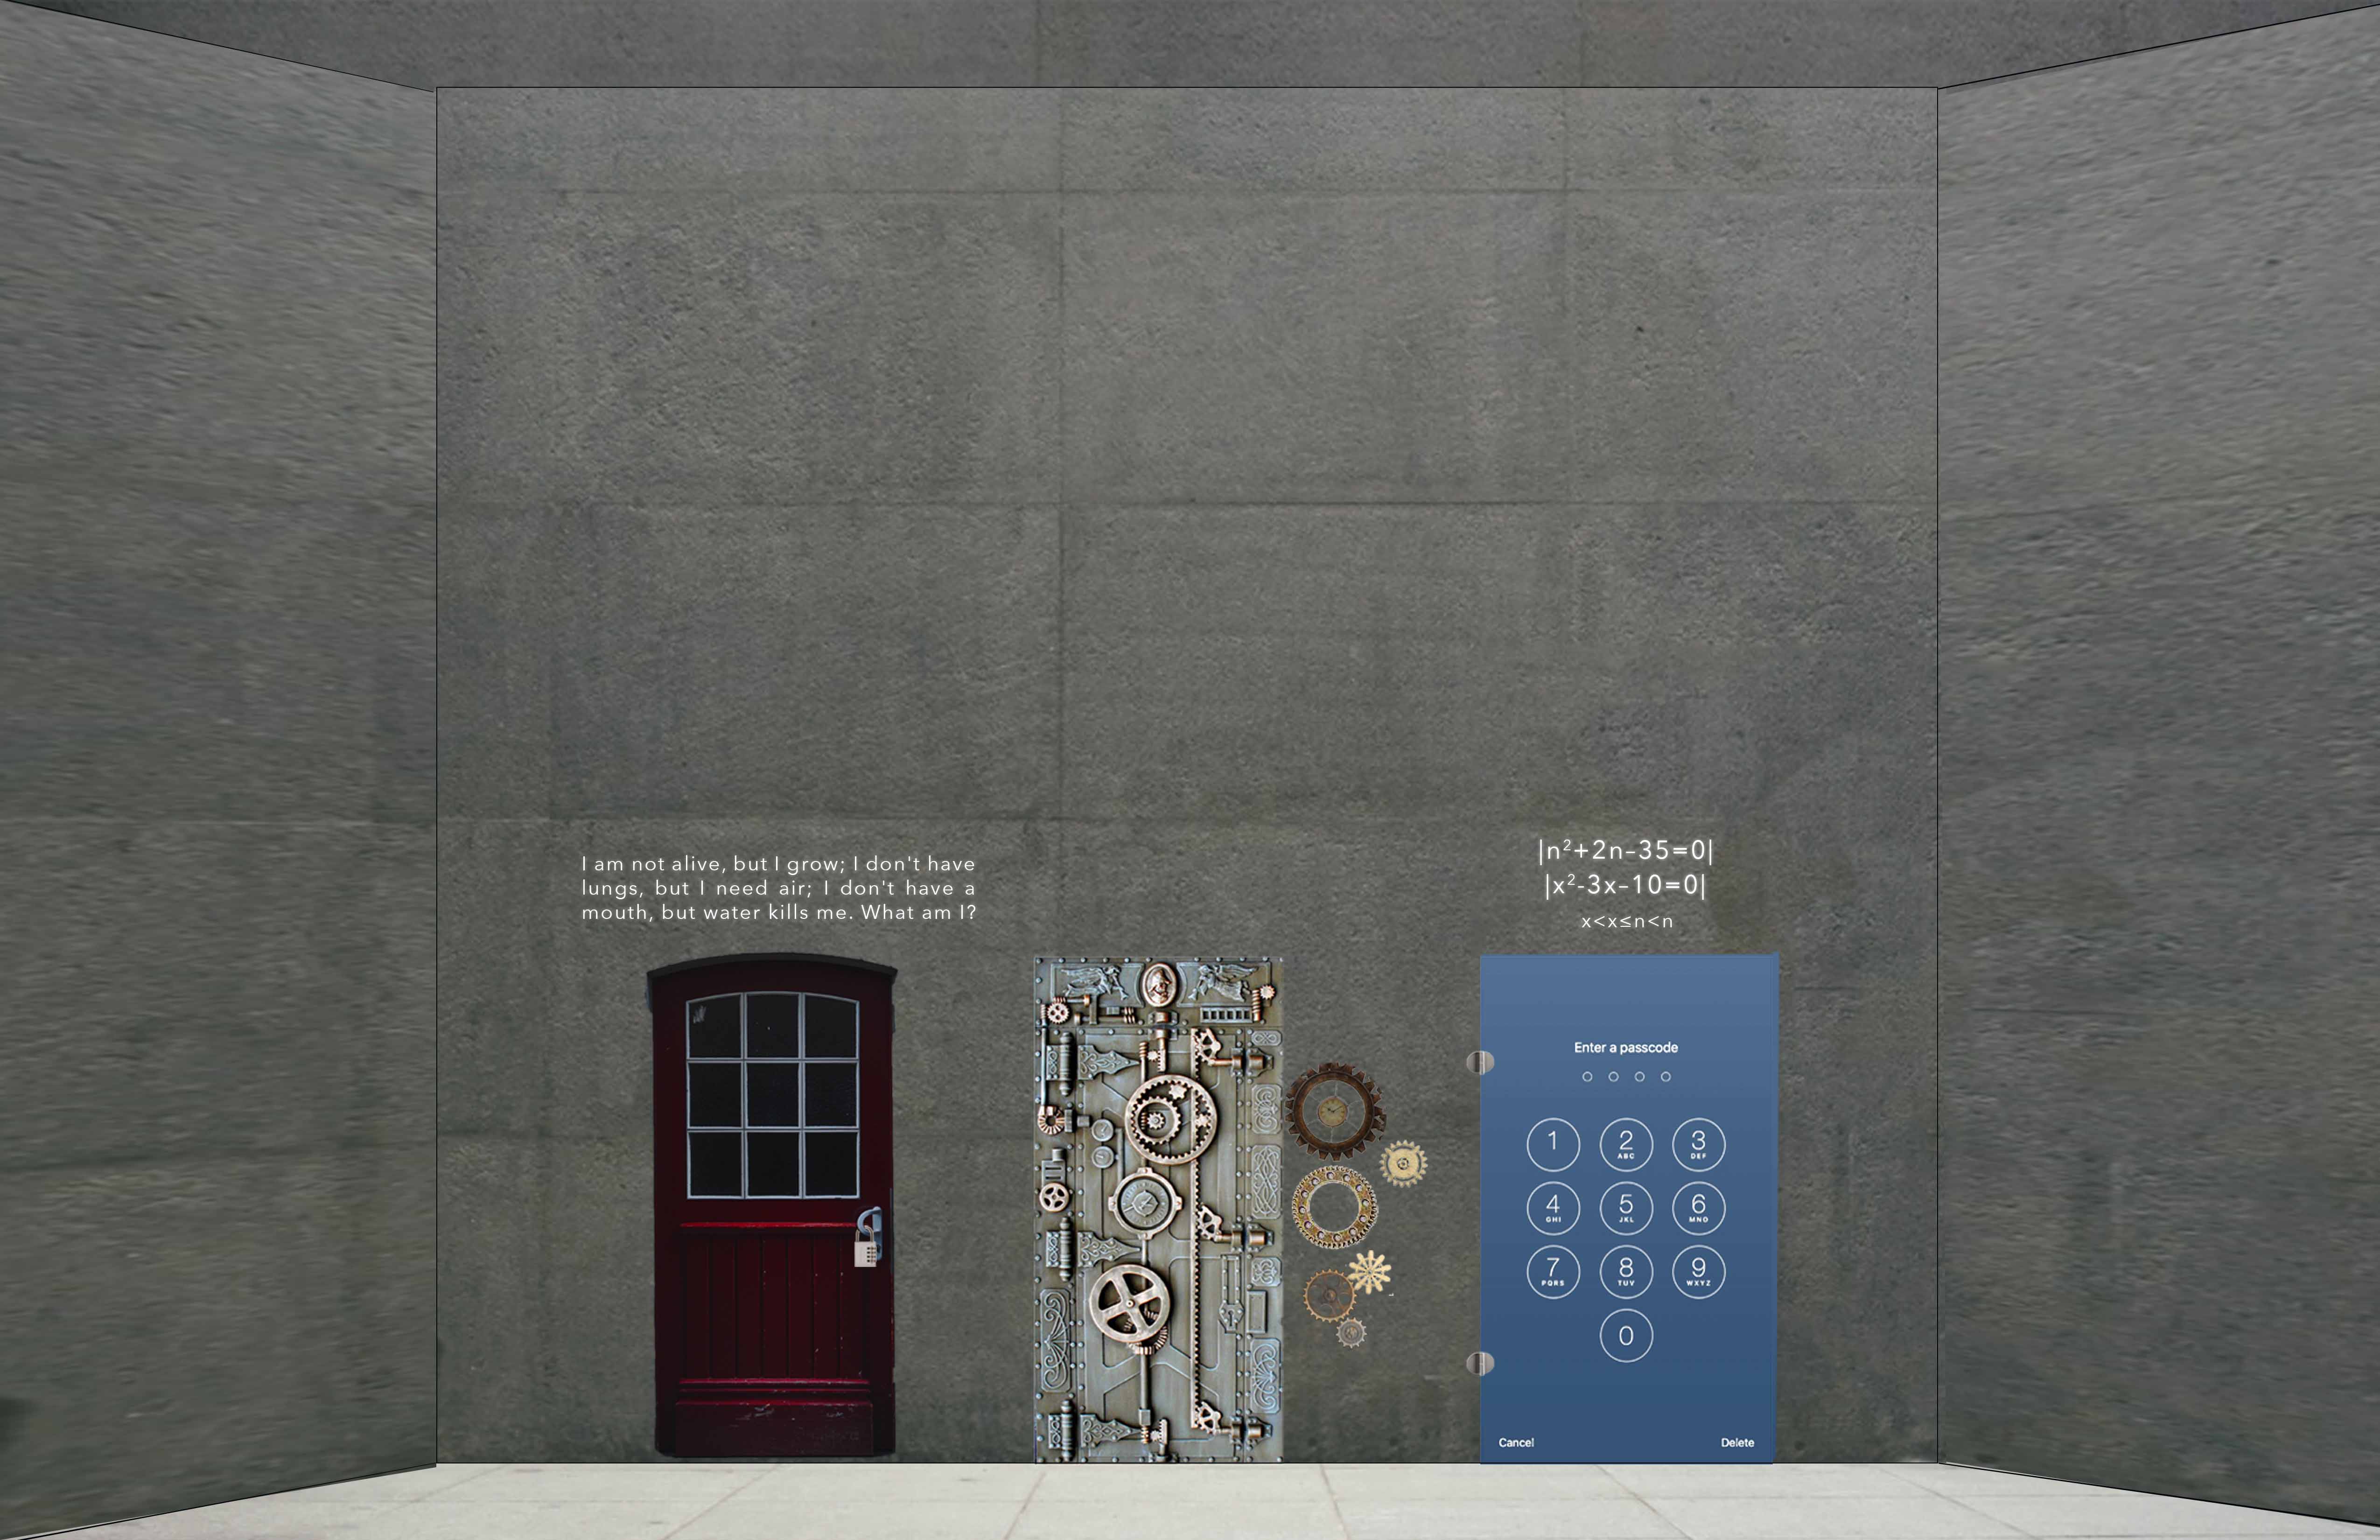 I am not alive, but I grow; I don't have
lungs, but I need air; I don't have a
mouth, but water kills me. What am I?
|n²+2n–35=0|
|x²-3x–10=0|
x<x≤n<n
Enter a passcode
1
2
ABC
3
DEF
4
GHI
5
JKL
6
MNO
7
PQRS
8
TUV
9
WXYZ
0
Cancel
Delete